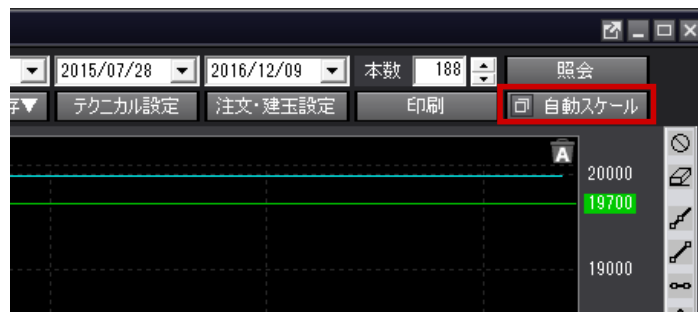 2015/07/28 2016/12/09 本数 188 照会
存▼ テクニカル設定 注文・建玉設定 印刷 自動スケール
A
20000
19700
19000